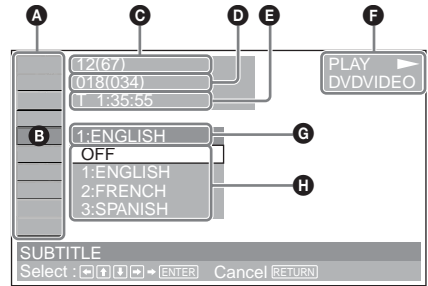 A C D E F
12(67)
018(034)
T 1:35:55
PLAY
DVDVIDEO
B
1:ENGLISH
G
OFF
1:ENGLISH
2:FRENCH
3:SPANISH
H
SUBTITLE
Select : ←↑↓→ → ENTER Cancel RETURN